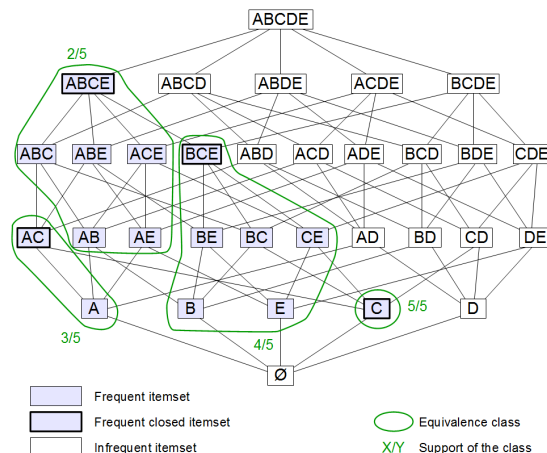 ABCDE
2/5
ABCE ABCD ABDE ACDE BCDE
ABC ABE ACE BCE ABD ACD ADE BCD BDE CDE
AC AB AE BE BC CE AD BD CD DE
A B E C 5/5 D
3/5 4/5
Ø
Frequent itemset
Frequent closed itemset Equivalence class
Infrequent itemset X/Y Support of the class